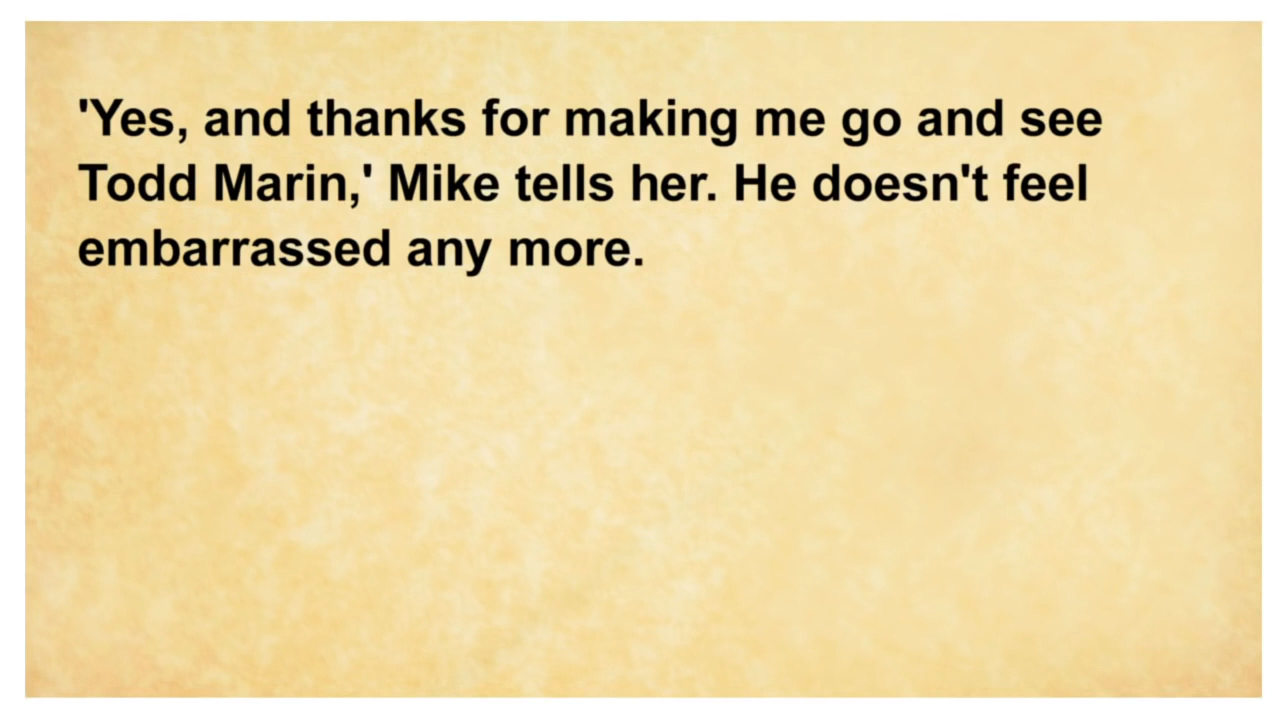 'Yes, and thanks for making me go and see
Todd Marin,' Mike tells her. He doesn't feel
embarrassed any more.